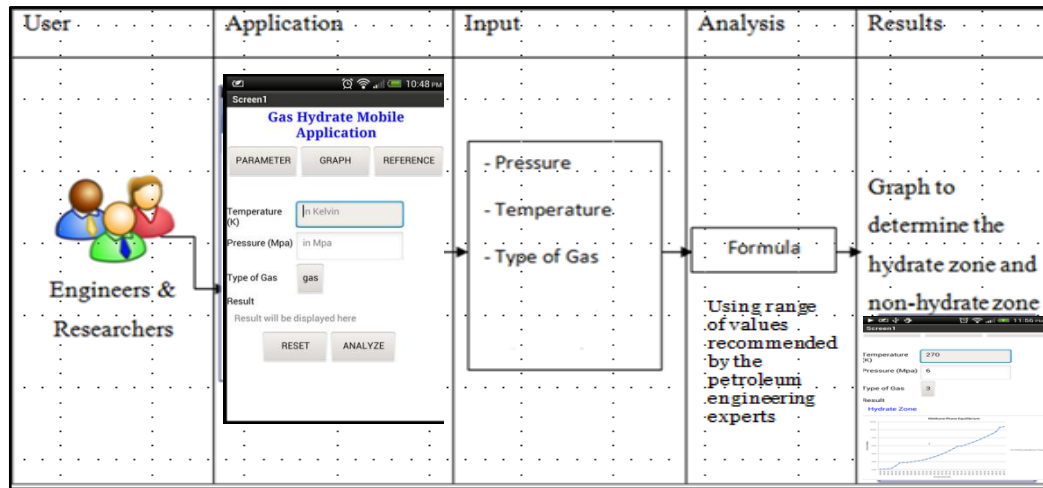 User
Application
Input
Analysis
Results
Engineers &
Researchers
10:48 PM
Screen1
Gas Hydrate Mobile
Application
PARAMETER
GRAPH
REFERENCE
Temperature
(K)
in Kelvin
Pressure (Mpa)
in Mpa
Type of Gas
gas
Result
Result will be displayed here
RESET
ANALYZE
- Pressure
- Temperature
- Type of Gas
Formula
Using range
of values
recommended
by the
petroleum
engineering
experts
Graph to
determine the
hydrate zone and
non-hydrate zone
11:56 PM
Screen1
Temperature
(K)
270
Pressure (Mpa)
6
Type of Gas
3
Result
Hydrate Zone